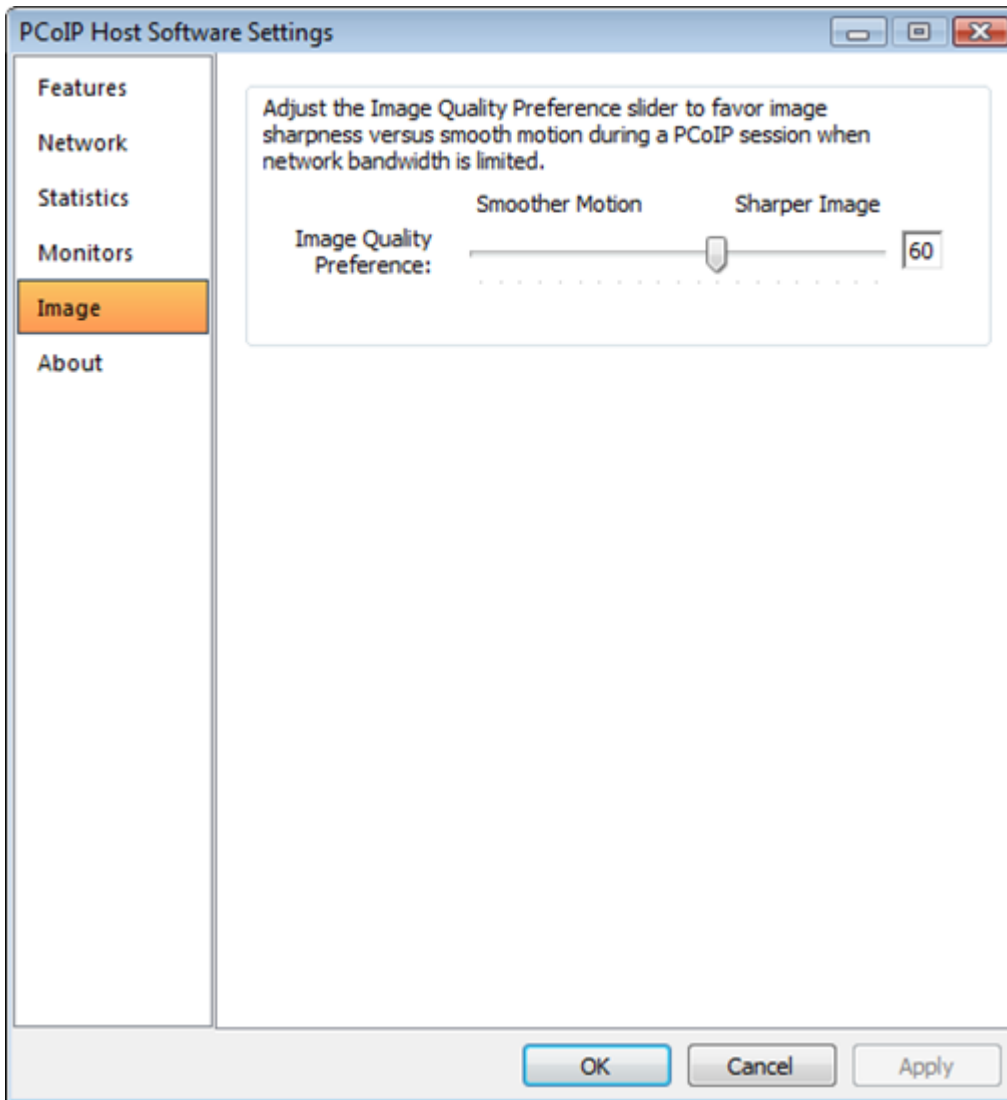 PCoIP Host Software Settings
Features
Network
Statistics
Monitors
Image
About
Adjust the Image Quality Preference slider to favor image
sharpness versus smooth motion during a PCoIP session when
network bandwidth is limited.
Smoother Motion Sharper Image
Image Quality
Preference:
60
OK Cancel Apply